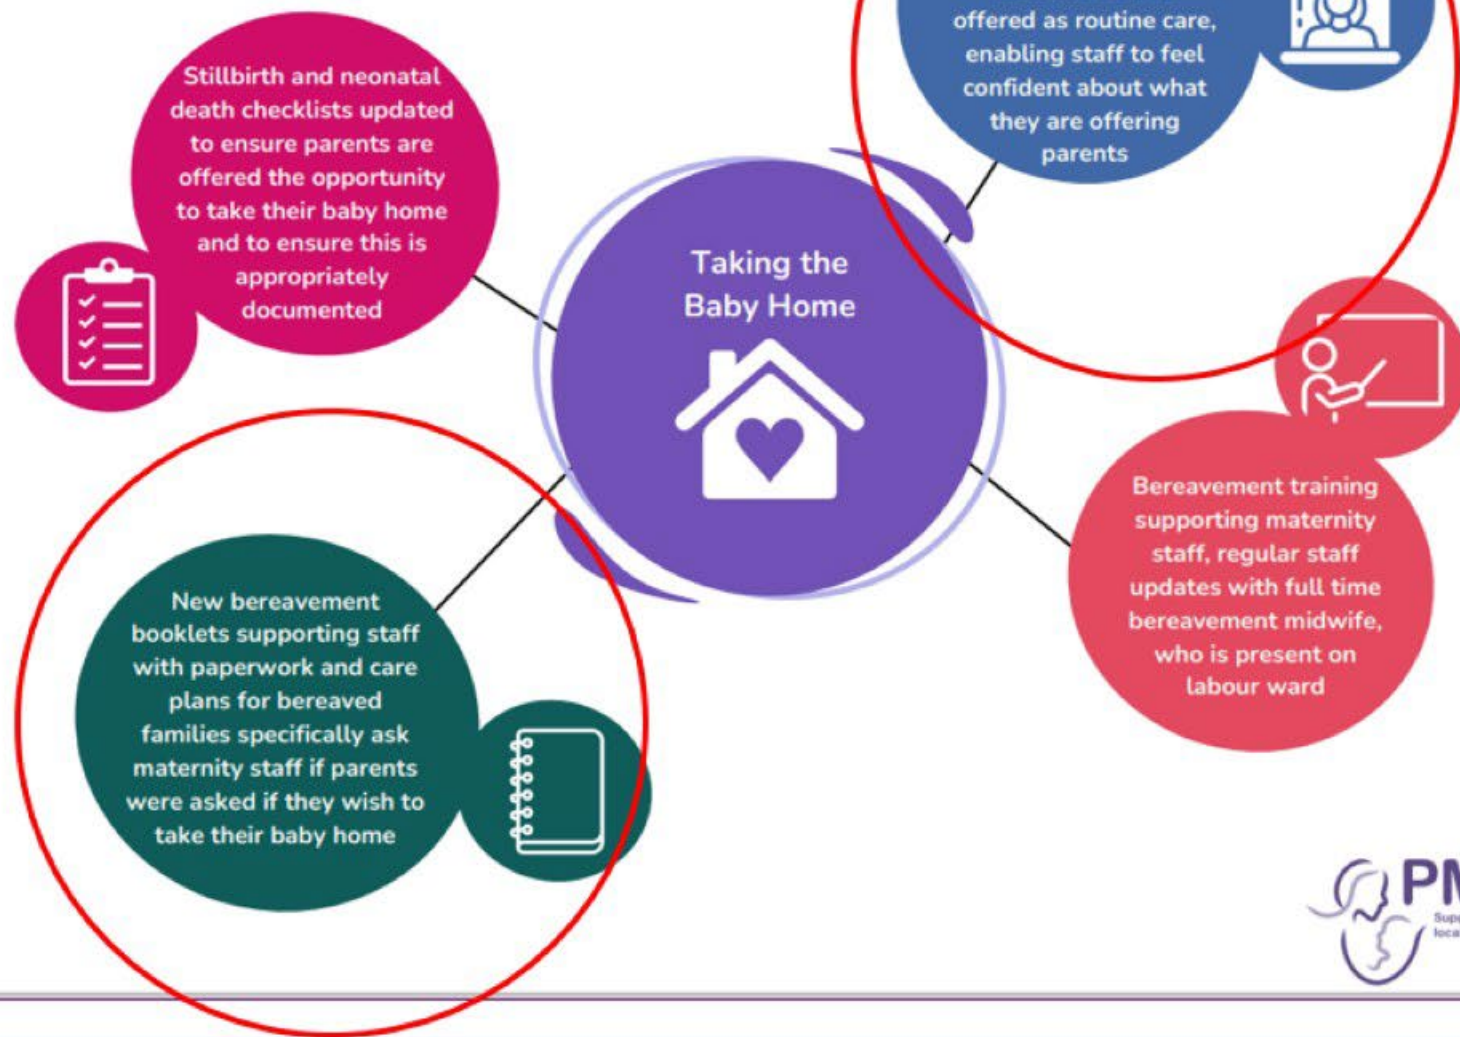 offered as routine care,
enabling staff to feel
confident about what
they are offering
parents
Stillbirth and neonatal
death checklists updated
to ensure parents are
offered the opportunity
to take their baby home
and to ensure this is
appropriately
documented
Taking the
Baby Home
Bereavement training
supporting maternity
staff, regular staff
updates with full time
bereavement midwife,
who is present on
labour ward
New bereavement
booklets supporting staff
with paperwork and care
plans for bereaved
families specifically ask
maternity staff if parents
were asked if they wish to
take their baby home